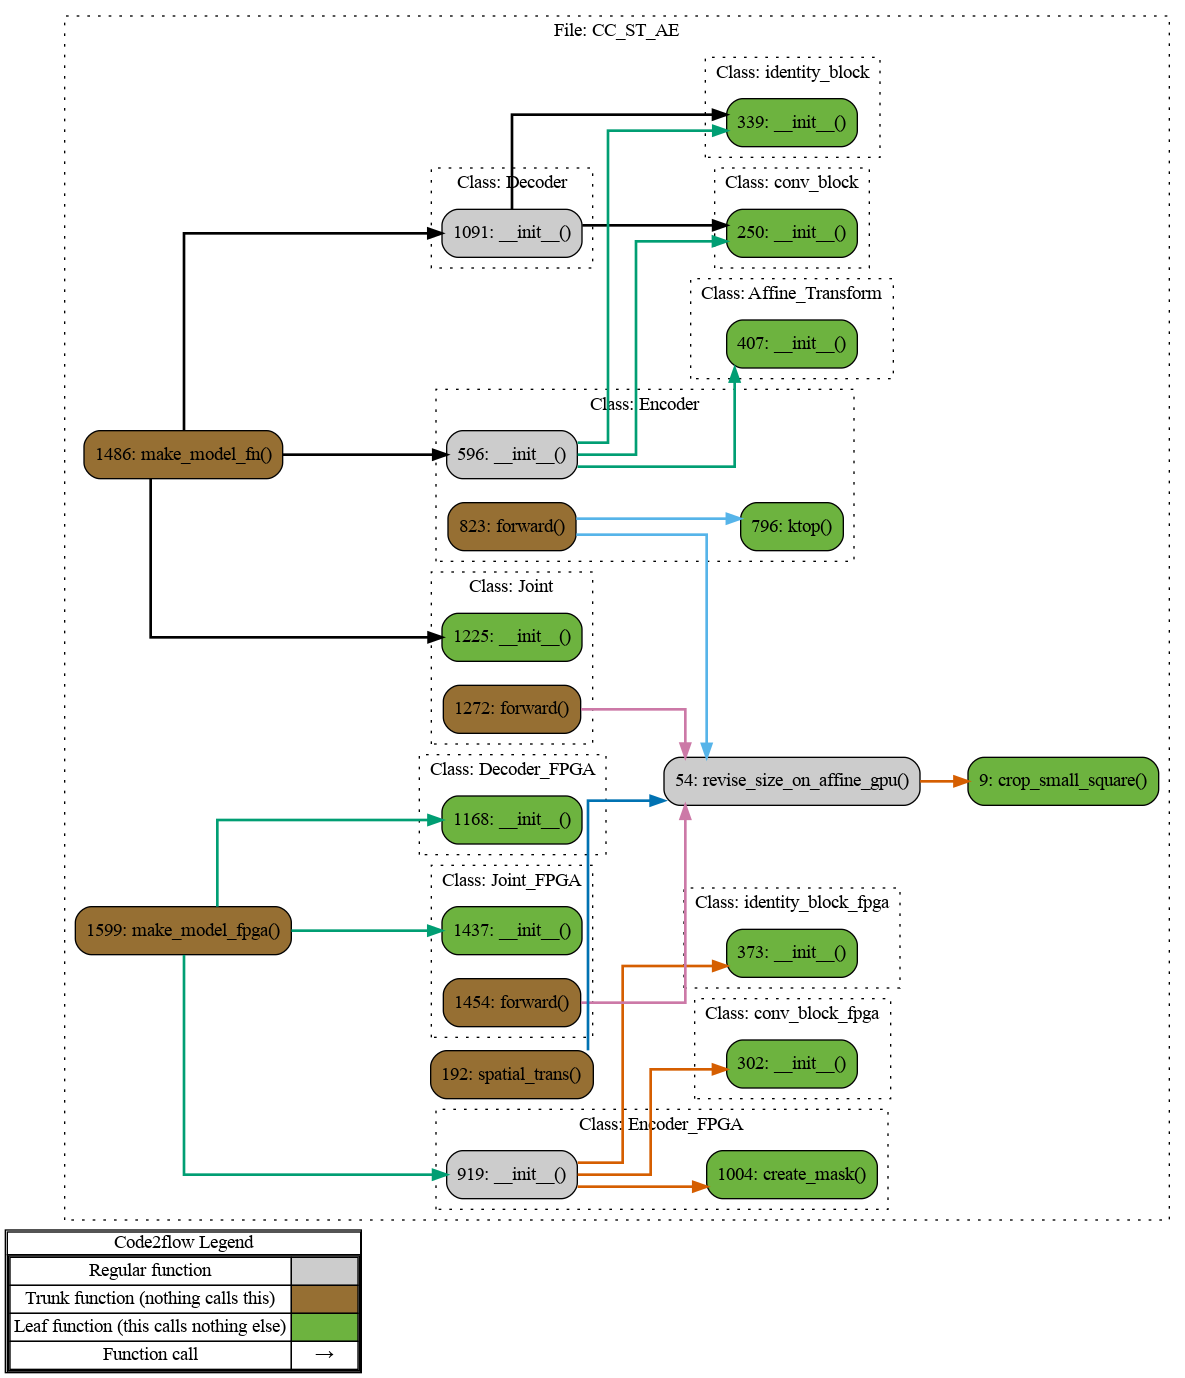 File: CC_ST_AE
Class: identity_block
339: __init__()
Class: Decoder
1091: __init__()
Class: conv_block
250: __init__()
Class: Affine_Transform
407: __init__()
Class: Encoder
1486: make_model_fn()
596: __init__()
823: forward()
796: ktop()
Class: Joint
1225: __init__()
1272: forward()
Class: Decoder_FPGA
54: revise_size_on_affine_gpu()
9: crop_small_square()
1168: __init__()
Class: Joint_FPGA
Class: identity_block_fpga
1599: make_model_fpga()
1437: __init__()
373: __init__()
1454: forward()
Class: conv_block_fpga
302: __init__()
192: spatial_trans()
Class: Encoder_FPGA
919: __init__()
1004: create_mask()
Code2flow Legend
Regular function
Trunk function (nothing calls this)
Leaf function (this calls nothing else)
Function call →